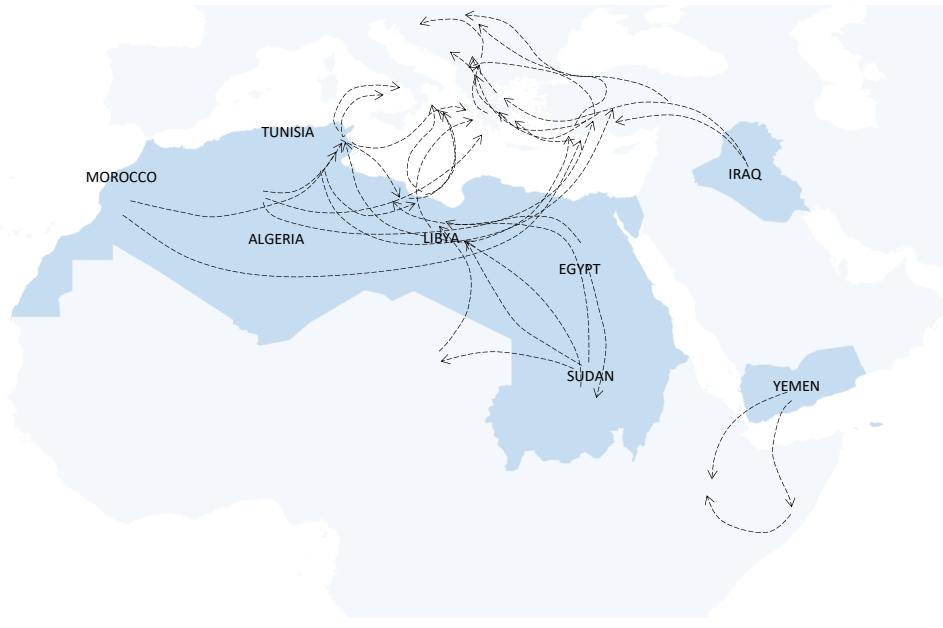 TUNISIA
MOROCCO
IRAQ
ALGERIA
LIBYA
EGYPT
SUDAN
YEMEN